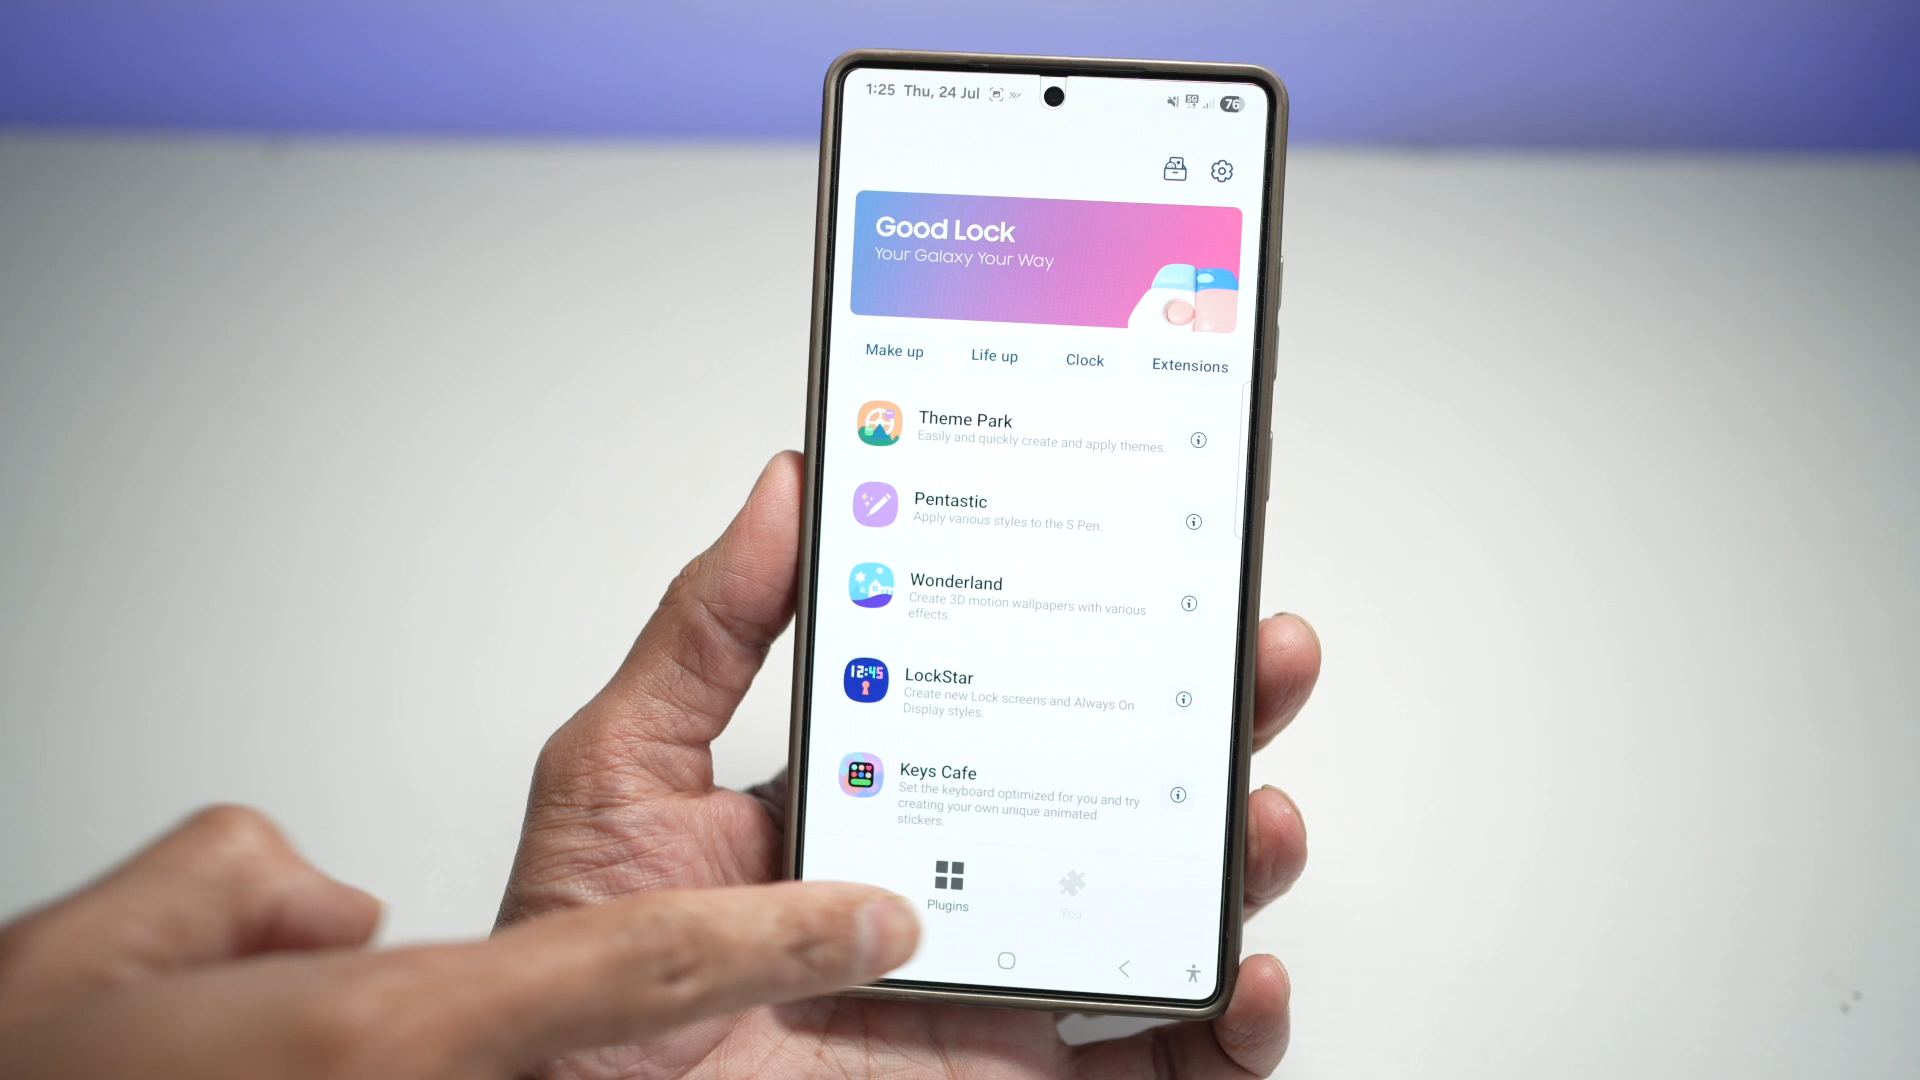 1:25 Thu, 24 Jul
5G
76
Good Lock
Your Galaxy Your Way
Make up
Life up
Clock
Extensions
Theme Park
Easily and quickly create and apply themes.
Pentastic
Apply various styles to the S Pen.
Wonderland
Create 3D motion wallpapers with various
effects.
12:45
LockStar
Create new Lock screens and Always On
Display styles.
Keys Cafe
Set the keyboard optimized for you and try
creating your own unique animated
stickers.
Plugins
You